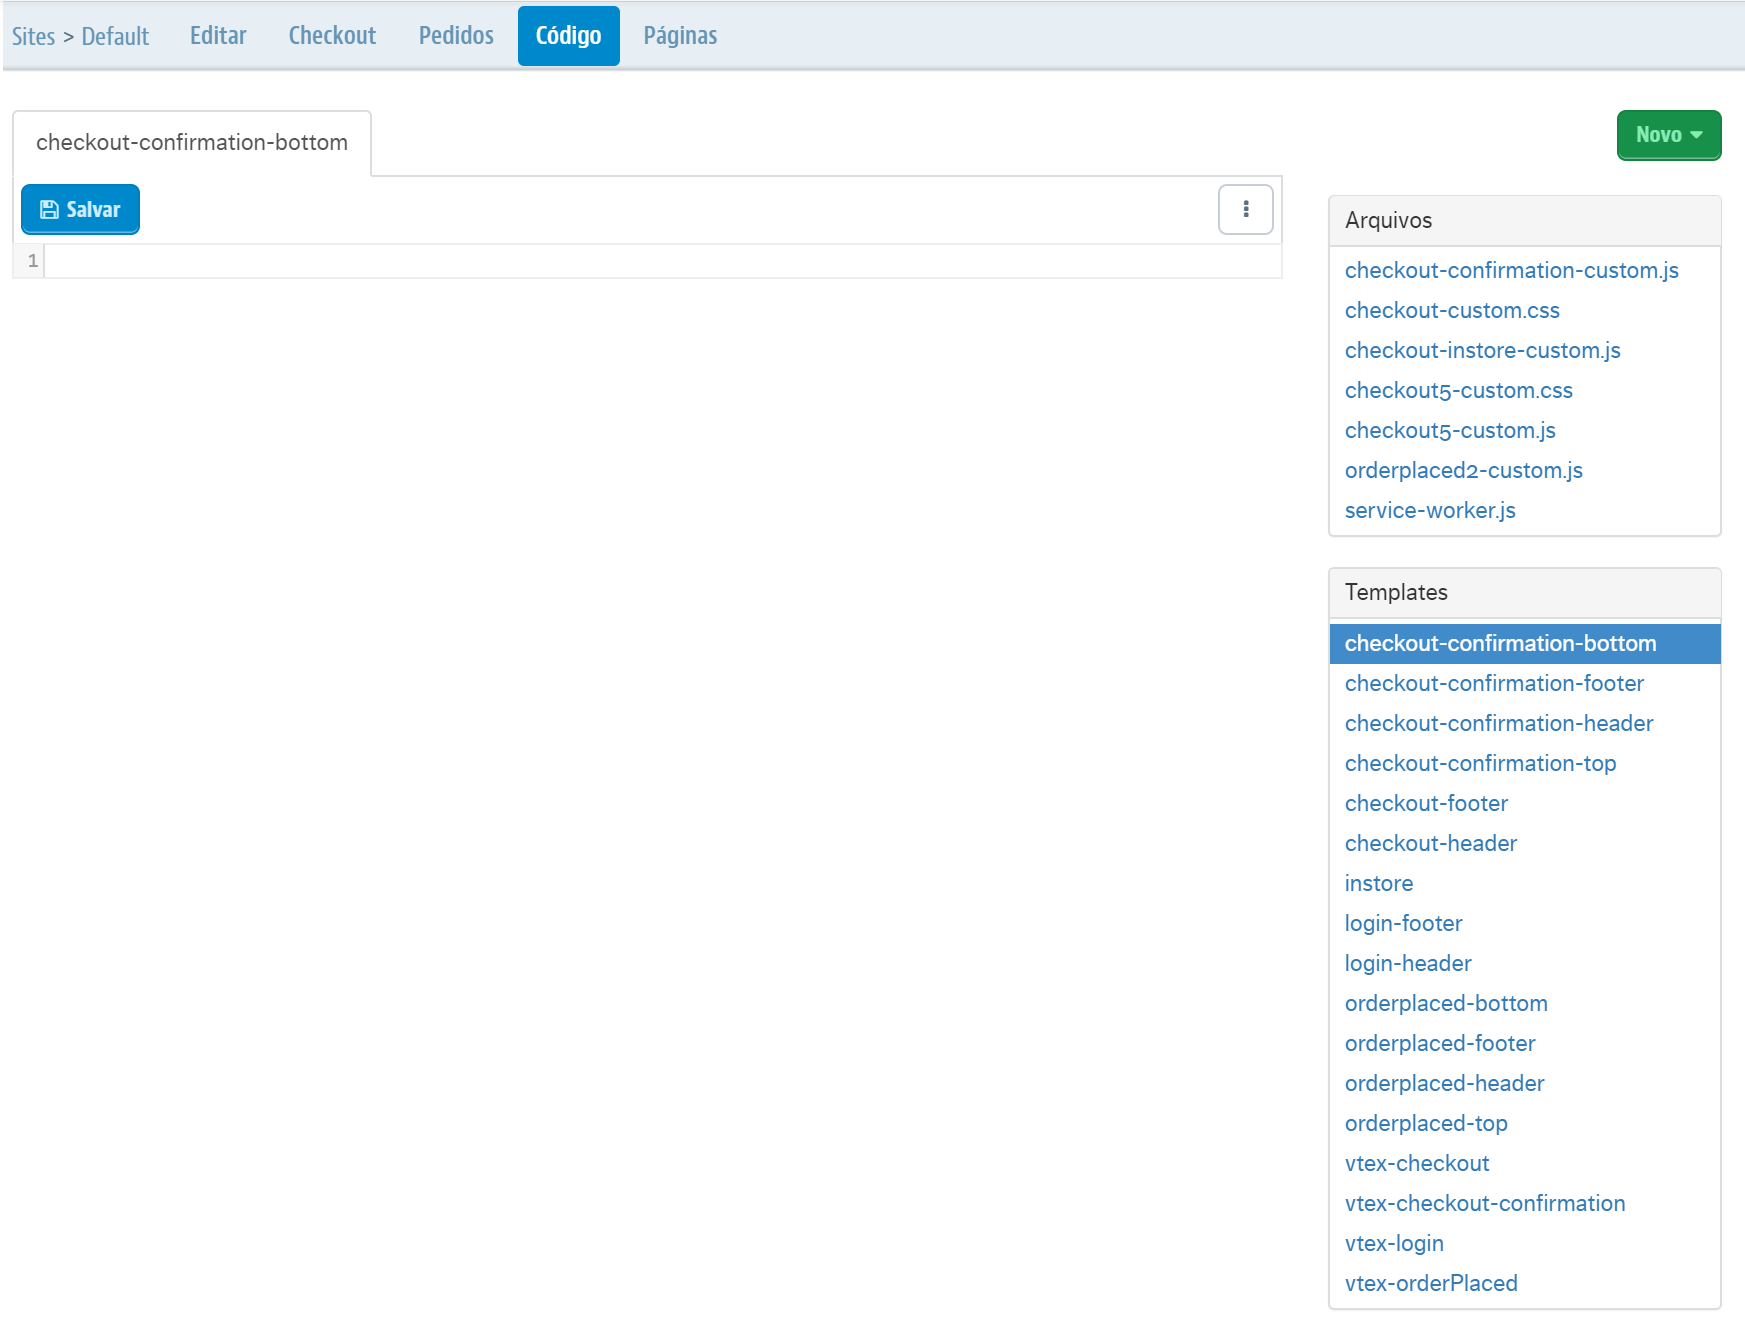 Sites > Default Editar Checkout Pedidos Código Páginas
checkout-confirmation-bottom
Novo
Salvar
1
Arquivos
checkout-confirmation-custom.js
checkout-custom.css
checkout-instore-custom.js
checkout5-custom.css
checkout5-custom.js
orderplaced2-custom.js
service-worker.js
Templates
checkout-confirmation-bottom
checkout-confirmation-footer
checkout-confirmation-header
checkout-confirmation-top
checkout-footer
checkout-header
instore
login-footer
login-header
orderplaced-bottom
orderplaced-footer
orderplaced-header
orderplaced-top
vtex-checkout
vtex-checkout-confirmation
vtex-login
vtex-orderPlaced